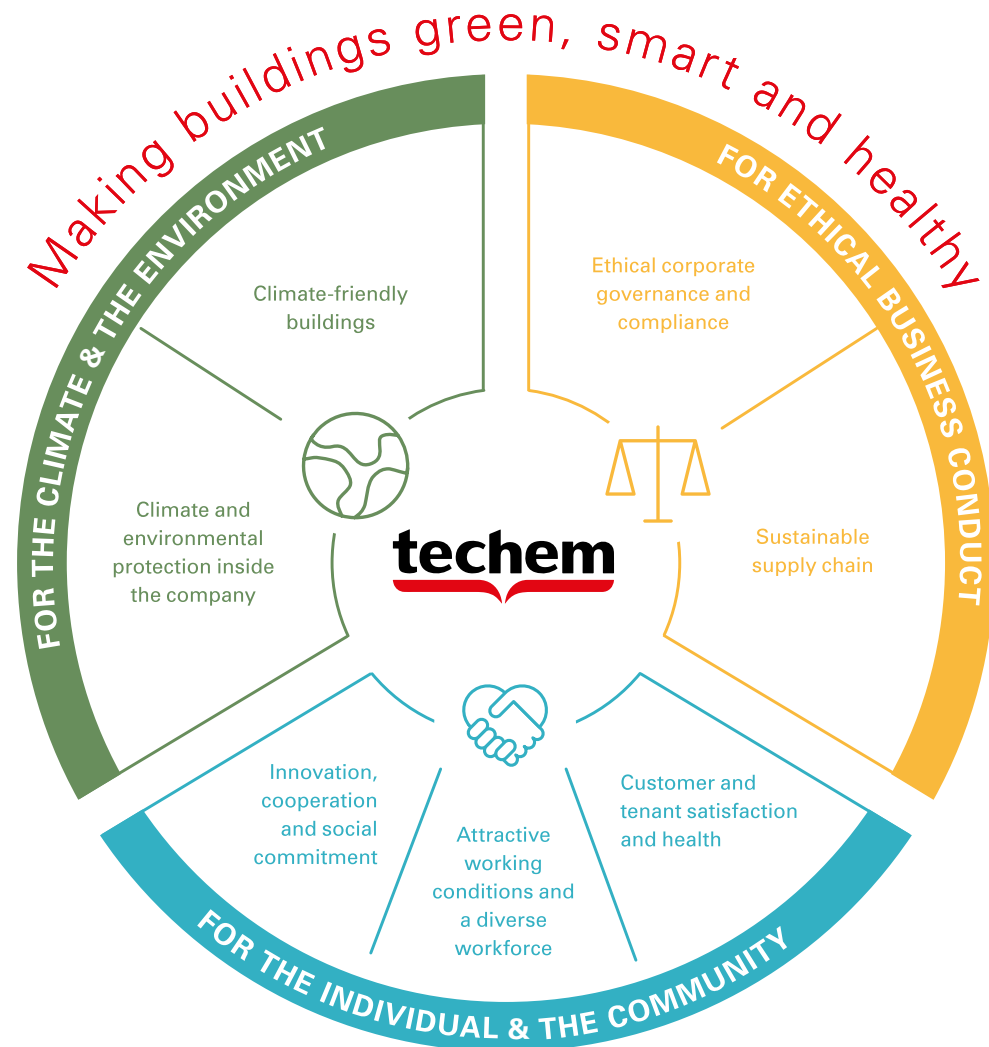 Making buildings green, smart and healthy
FOR THE CLIMATE & THE ENVIRONMENT
Climate-friendly
buildings
Climate and
environmental
protection inside
the company
FOR ETHICAL BUSINESS CONDUCT
Ethical corporate
governance and
compliance
Sustainable
supply chain
techem
Innovation,
cooperation
and social
commitment
Attractive
working
conditions and
a diverse
workforce
Customer and
tenant satisfaction
and health
FOR THE INDIVIDUAL & THE COMMUNITY